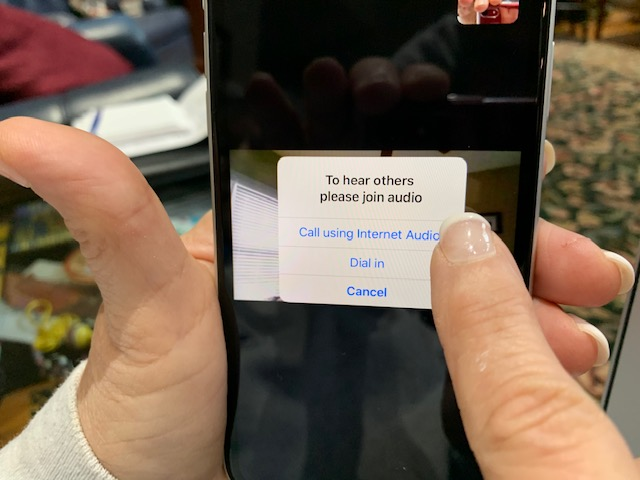 To hear others
please join audio
Call using Internet Audio
Dial in
Cancel